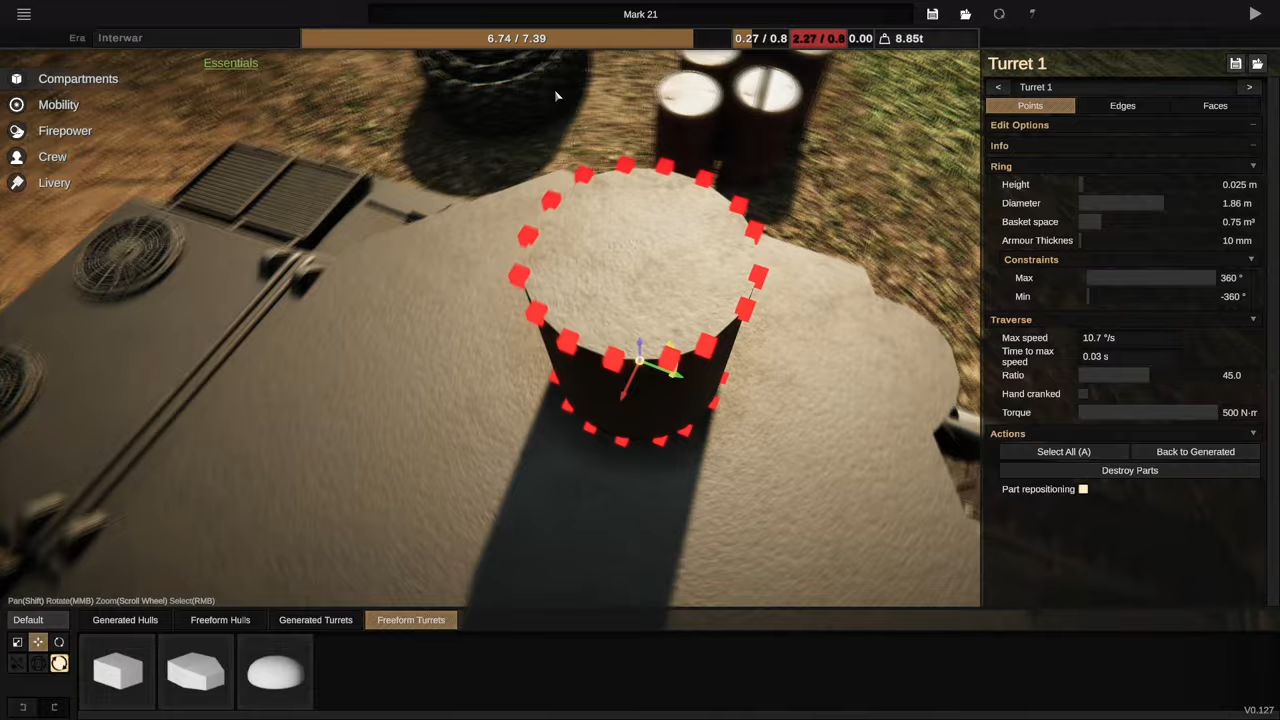 Mark 21
Era Interwar 6.74 / 7.39 0.27 / 0.8 2.27 / 0.8 0.00 8.85t
Essentials
Compartments
Mobility
Firepower
Crew
Livery
Turret 1
< Turret 1 >
Points Edges Faces
Edit Options
Info
Ring
Height 0.025 m
Diameter 1.86 m
Basket space 0.75 m³
Armour Thicknes 10 mm
Constraints
Max 360 °
Min -360 °
Traverse
Max speed 10.7 °/s
Time to max speed 0.03 s
Ratio 45.0
Hand cranked
Torque 500 N·m
Actions
Select All (A) Back to Generated
Destroy Parts
Part repositioning
Pan(Shift) Rotate(MMB) Zoom(Scroll Wheel) Select(RMB)
Default Generated Hulls Freeform Hulls Generated Turrets Freeform Turrets
V0.127